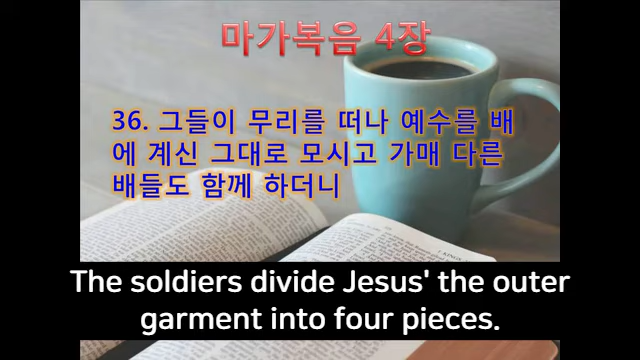 마가복음 4장
36. 그들이 무리를 떠나 예수를 배
에 계신 그대로 모시고 가매 다른
배들도 함께 하더니
The soldiers divide Jesus' the outer
garment into four pieces.